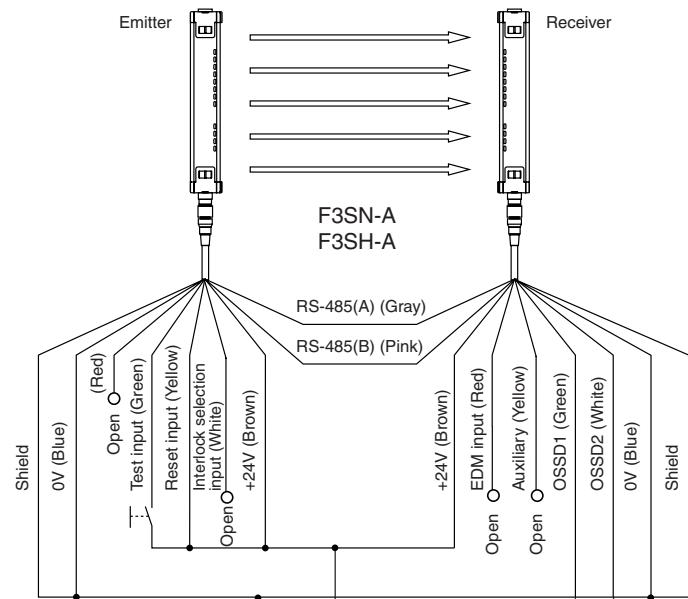 Emitter
Receiver
F3SN-A
F3SH-A
RS-485(A) (Gray)
RS-485(B) (Pink)
Shield
0V (Blue)
(Red)
Open
Test input (Green)
Reset input (Yellow)
Interlock selection
input (White)
Open
+24V (Brown)
+24V (Brown)
EDM input (Red)
Open
Auxiliary (Yellow)
Open
OSSD1 (Green)
OSSD2 (White)
0V (Blue)
Shield